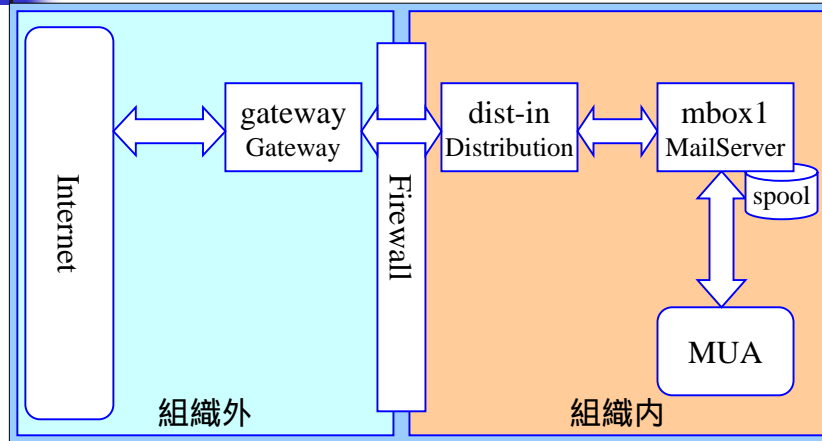 Internet
gateway
Gateway
Firewall
dist-in
Distribution
mbox1
MailServer
spool
MUA
組織外
組織内